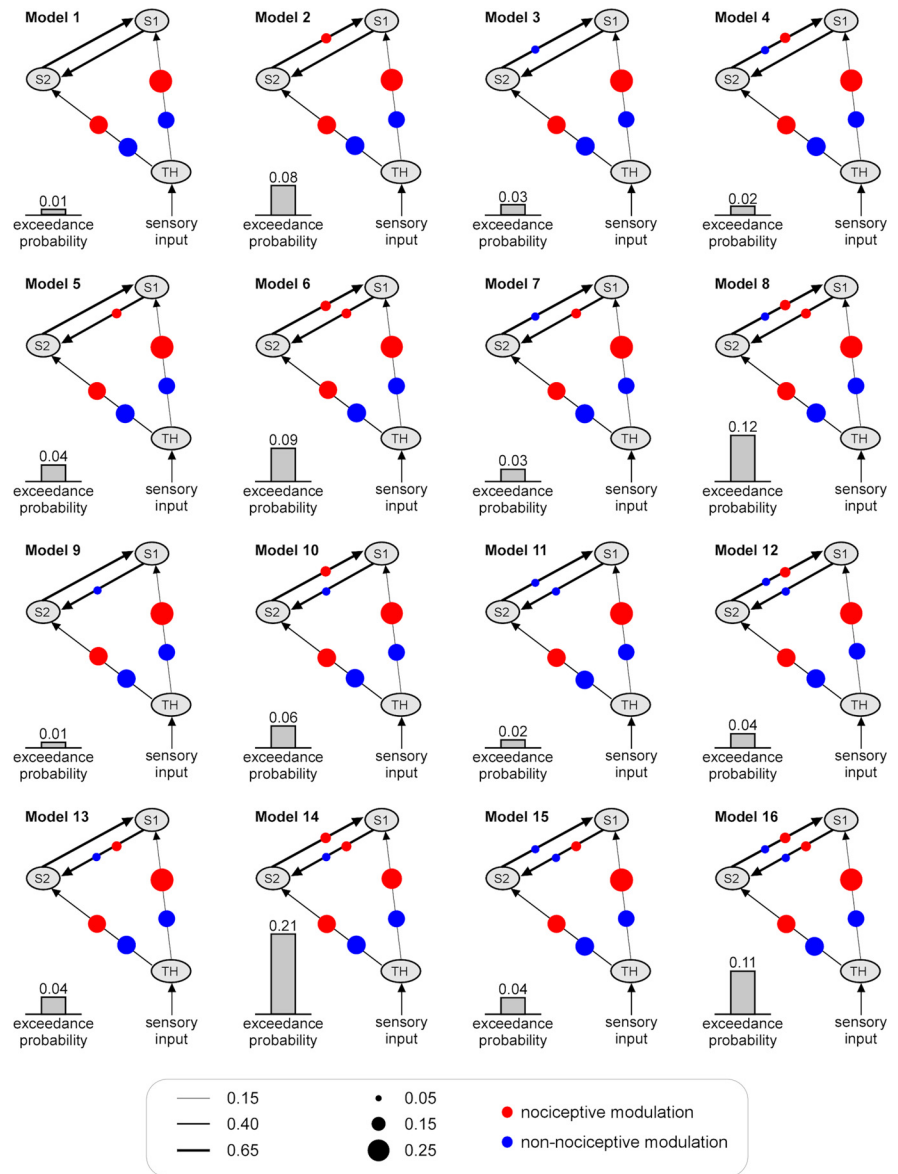 Model 1
S1
S2
TH
0.01
exceedance
probability
sensory
input
Model 2
S1
S2
TH
0.08
exceedance
probability
sensory
input
Model 3
S1
S2
TH
0.03
exceedance
probability
sensory
input
Model 4
S1
S2
TH
0.02
exceedance
probability
sensory
input
Model 5
S1
S2
TH
0.04
exceedance
probability
sensory
input
Model 6
S1
S2
TH
0.09
exceedance
probability
sensory
input
Model 7
S1
S2
TH
0.03
exceedance
probability
sensory
input
Model 8
S1
S2
TH
0.12
exceedance
probability
sensory
input
Model 9
S1
S2
TH
0.01
exceedance
probability
sensory
input
Model 10
S1
S2
TH
0.06
exceedance
probability
sensory
input
Model 11
S1
S2
TH
0.02
exceedance
probability
sensory
input
Model 12
S1
S2
TH
0.04
exceedance
probability
sensory
input
Model 13
S1
S2
TH
0.04
exceedance
probability
sensory
input
Model 14
S1
S2
TH
0.21
exceedance
probability
sensory
input
Model 15
S1
S2
TH
0.04
exceedance
probability
sensory
input
Model 16
S1
S2
TH
0.11
exceedance
probability
sensory
input
0.15
0.40
0.65
0.05
0.15
0.25
nociceptive modulation
non-nociceptive modulation